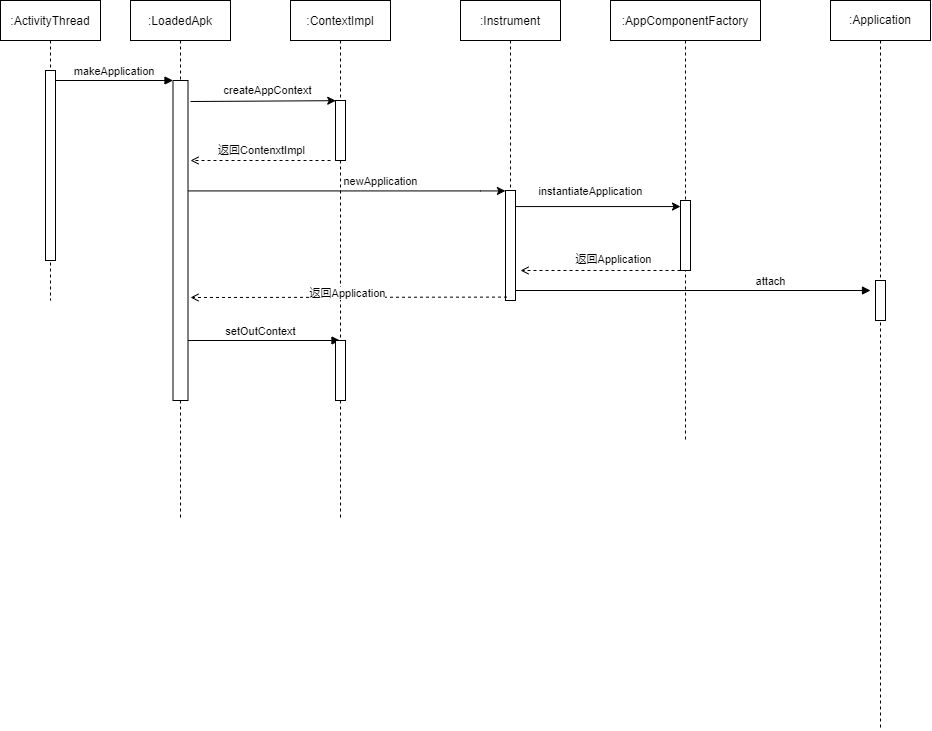 :ActivityThread
:LoadedApk
:ContextImpl
:Instrument
:AppComponentFactory
:Application
makeApplication
createAppContext
返回ContenxtImpl
newApplication
instantiateApplication
返回Application
attach
返回Application
setOutContext